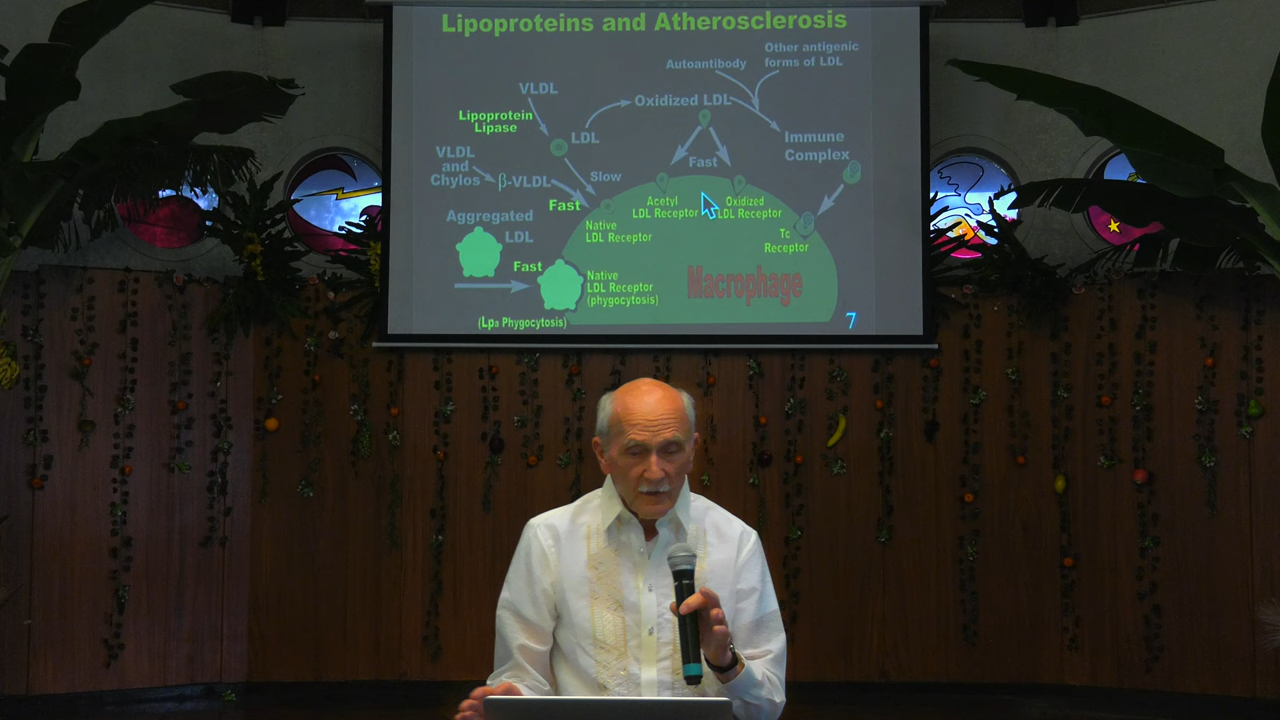 Lipoproteins and Atherosclerosis
Other antigenic
forms of LDL
Autoantibody
VLDL
Oxidized LDL
Lipoprotein
Lipase
LDL
Immune
Complex
VLDL
and
Chylos
β-VLDL
Slow
Fast
Fast
Acetyl
LDL Receptor
Oxidized
LDL Receptor
Aggregated
LDL
Native
LDL Receptor
Tc
Receptor
Fast
Native
LDL Receptor
(phygocytosis)
Macrophage
(Lpa Phygocytosis)
7